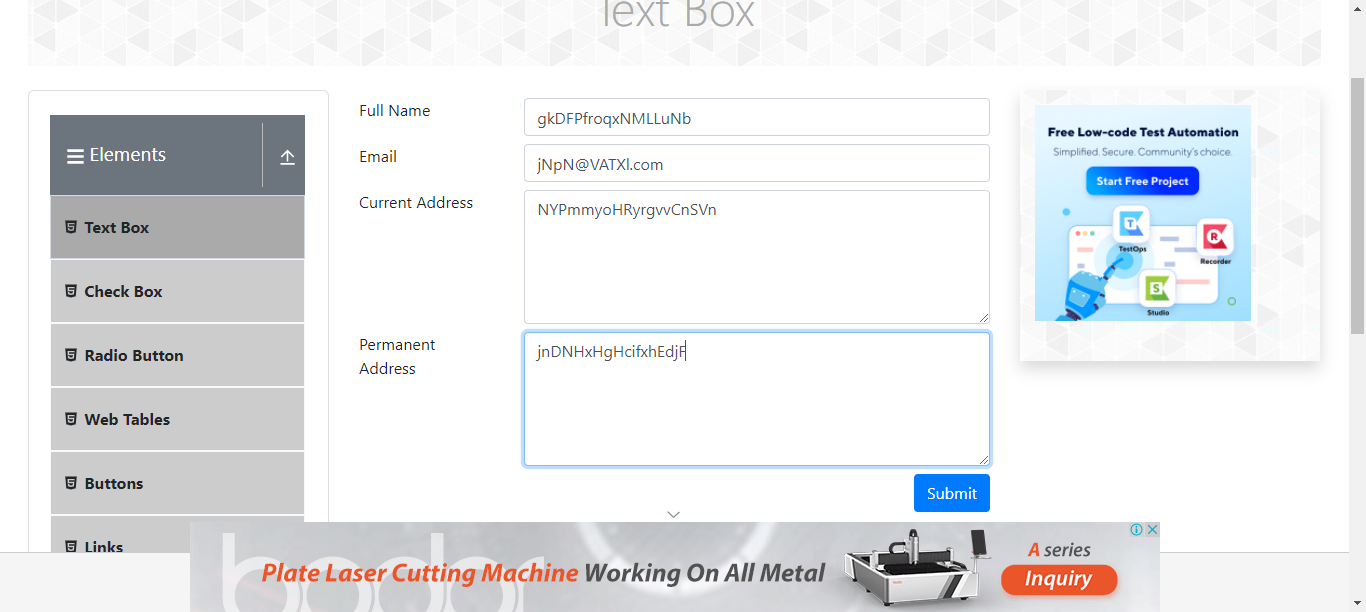 Text Box
Elements
Text Box
Check Box
Radio Button
Web Tables
Buttons
Links
Full Name
gkDFPfroqxNMLLuNb
Email
jNpN@VATXl.com
Current Address
NYPmmyoHRyrgvvCnSVn
Permanent
Address
jnDNHxHgHcifxhEdjF
Submit
Free Low-code Test Automation
Simplified. Secure. Community's choice.
Start Free Project
TestOps
Recorder
Studio
bodor
Plate Laser Cutting Machine Working On All Metal
A series
Inquiry